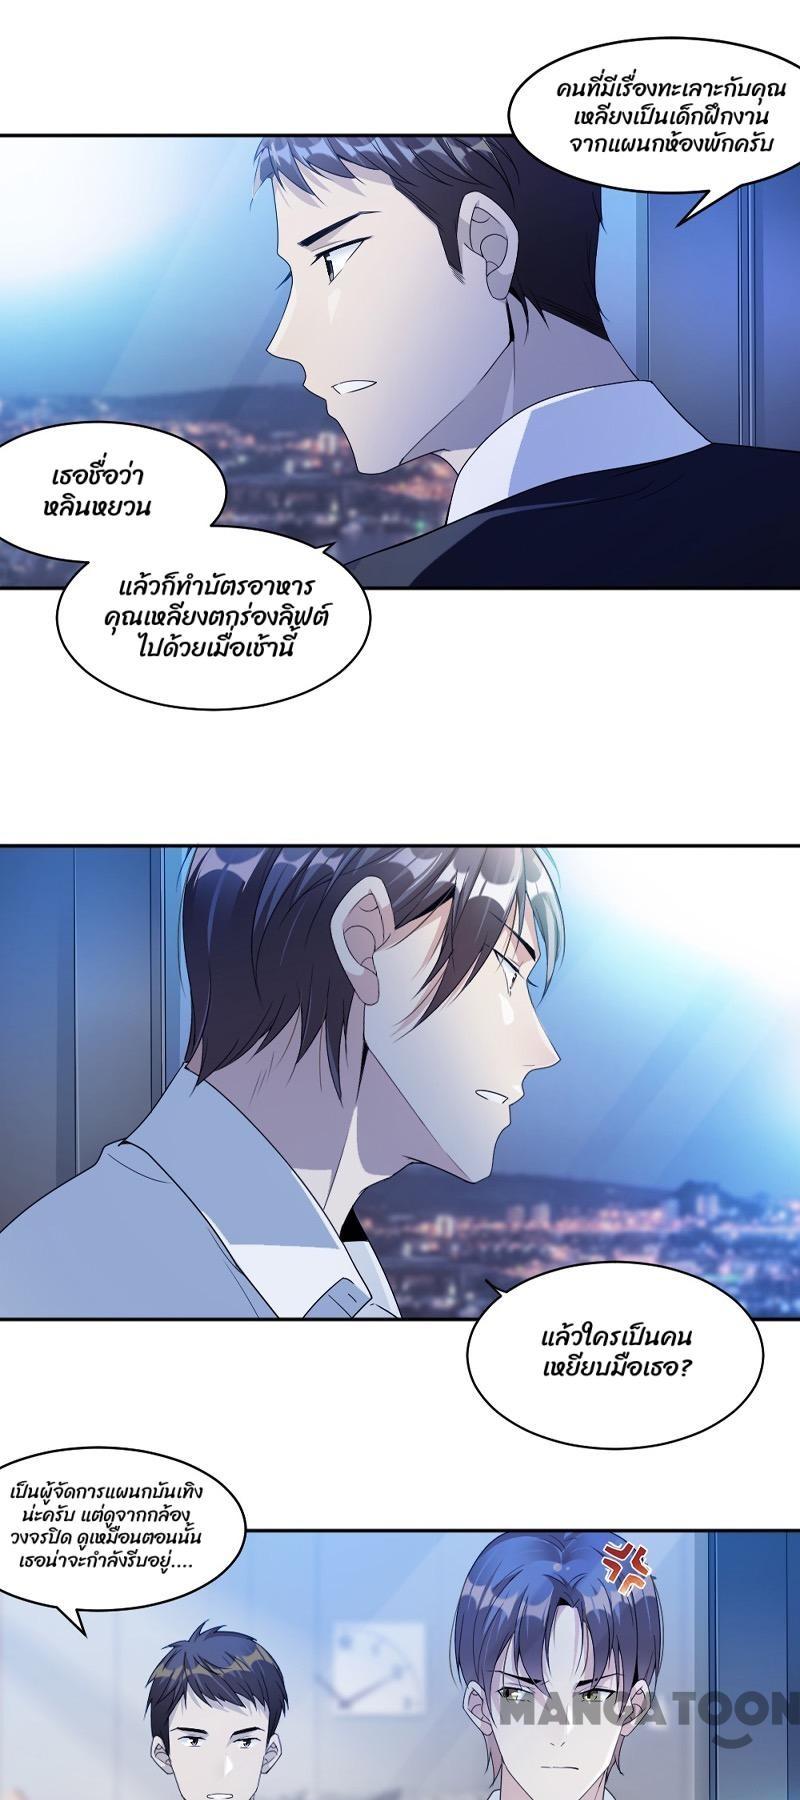 คนที่มีเรื่องทะเลาะกับคุณ
เหลียงเป็นเด็กฝึกงาน
จากแผนกห้องพักครับ
เธอชื่อว่า
หลินหยวน
แล้วก็ทำบัตรอาหาร
คุณเหลียงตกร่องลิฟต์
ไปด้วยเมื่อเช้านี้
แล้วใครเป็นคน
เหยียบมือเธอ?
เป็นผู้จัดการแผนกบันเทิง
น่ะครับ แต่ดูจากกล้อง
วงจรปิด ดูเหมือนตอนนั้น
เธอน่าจะกำลังรีบอยู่....
MANGATOON